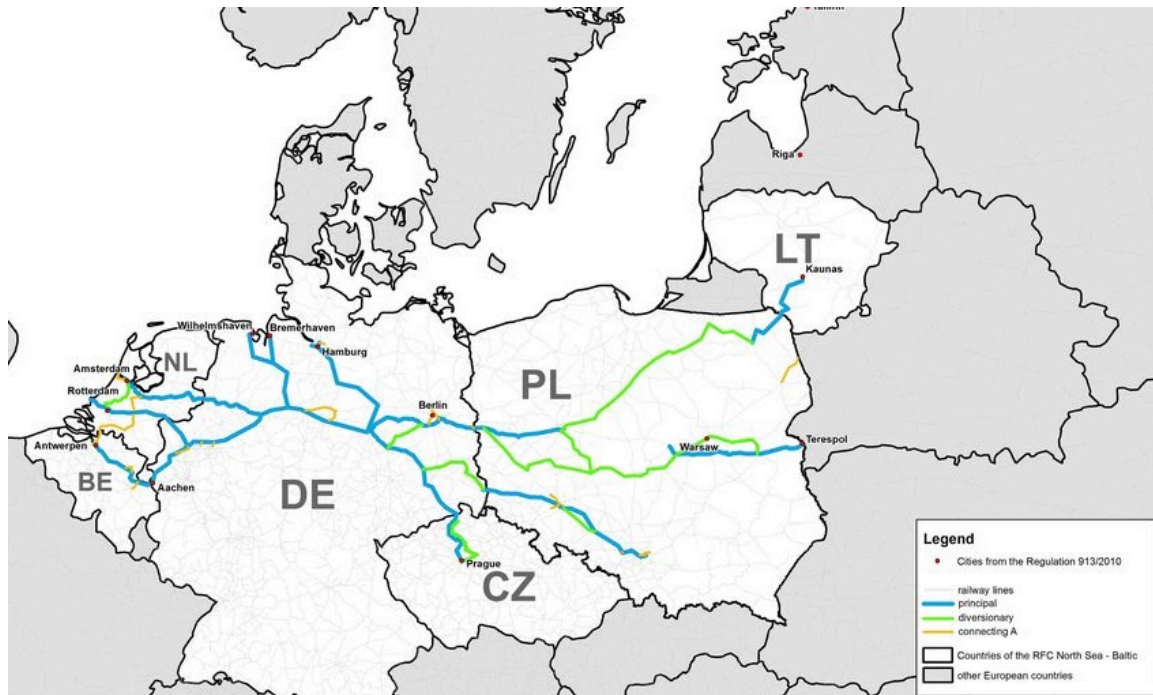 Tallinn
Riga
LT
Kaunas
Wilhelmshaven
Bremerhaven
Hamburg
NL
Amsterdam
Rotterdam
PL
Berlin
Antwerpen
Warsaw
Terespol
BE
Aachen
DE
Prague
CZ
Legend
Cities from the Regulation 913/2010
railway lines
principal
diversionary
connecting A
Countries of the RFC North Sea - Baltic
other European countries